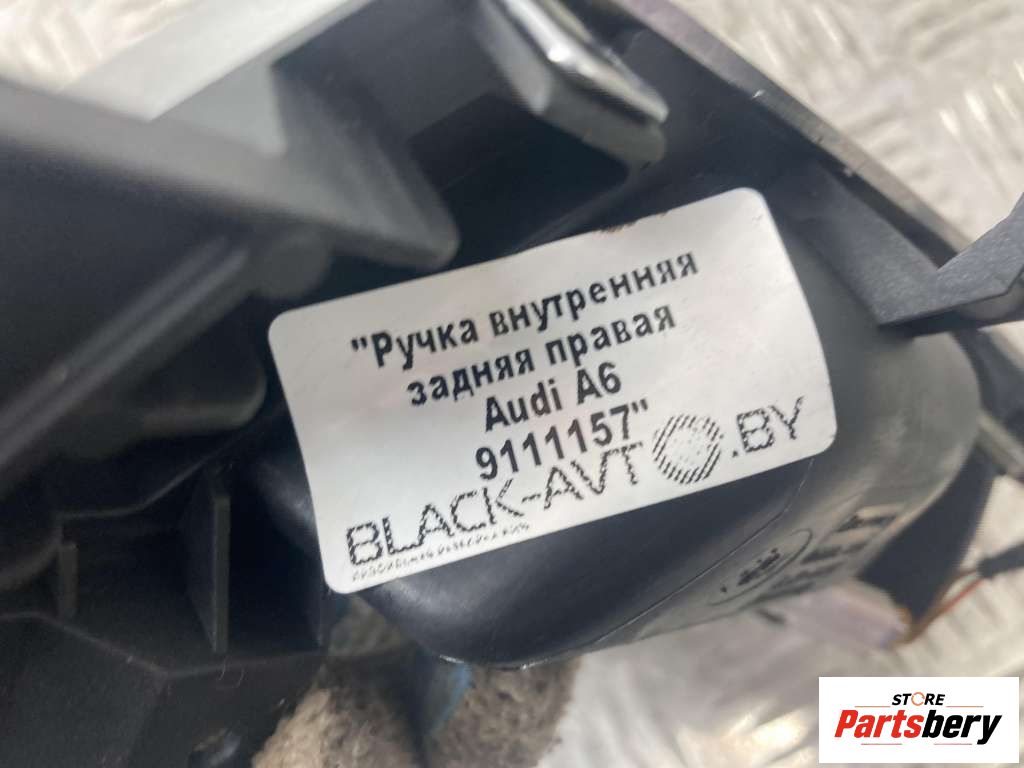 "Ручка внутренняя
задняя правая
Audi A6
9111157"
BLACK-AVTO.BY
STORE
Partsbery